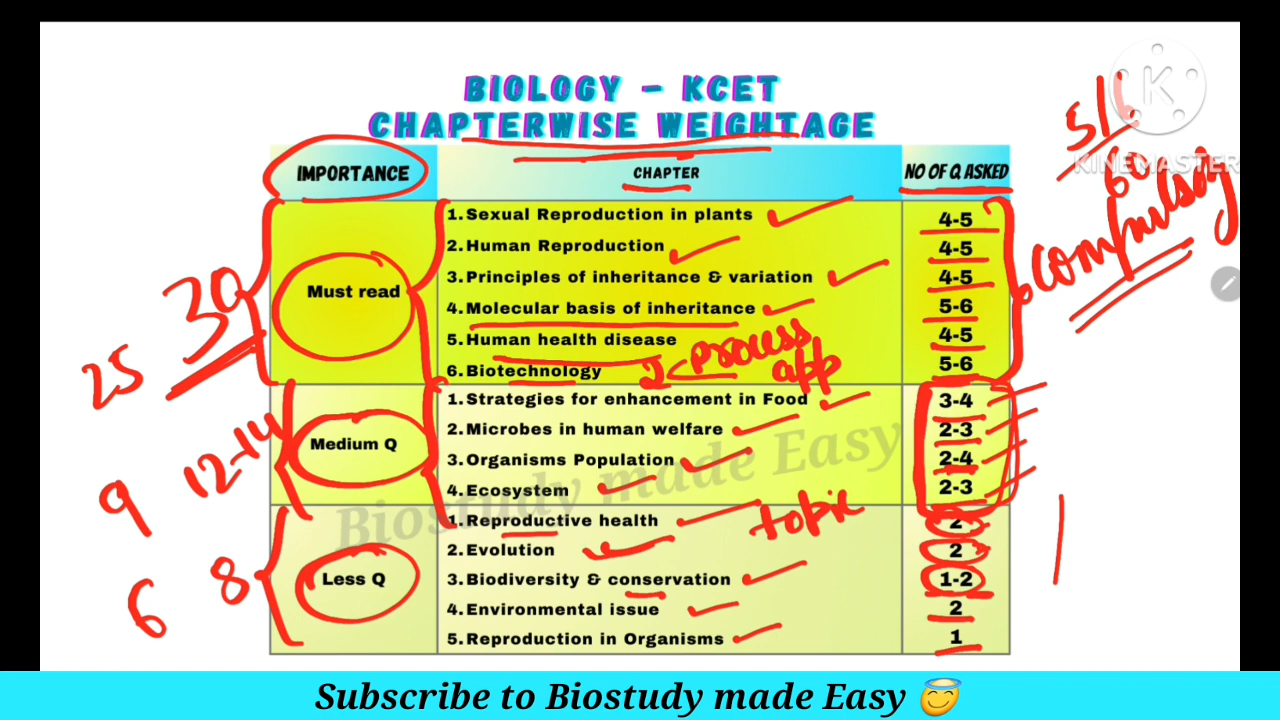 BIOLOGY - KCET
CHAPTERWISE WEIGHTAGE
IMPORTANCE CHAPTER NO OF Q ASKED
Must read
1. Sexual Reproduction in plants 4-5
2. Human Reproduction 4-5
3. Principles of inheritance & variation 4-5
4. Molecular basis of inheritance 5-6
5. Human health disease 4-5
6. Biotechnology 5-6
2 process
app
Medium Q
1. Strategies for enhancement in Food 3-4
2. Microbes in human welfare 2-3
3. Organisms Population 2-4
4. Ecosystem 2-3
Less Q
1. Reproductive health 2
topic
2. Evolution 2
3. Biodiversity & conservation 1-2
4. Environmental issue 2
5. Reproduction in Organisms 1
30
25
12-14
9
8
6
60
compulsory
K
KINEMASTER
Biostudy made Easy
Subscribe to Biostudy made Easy 😇